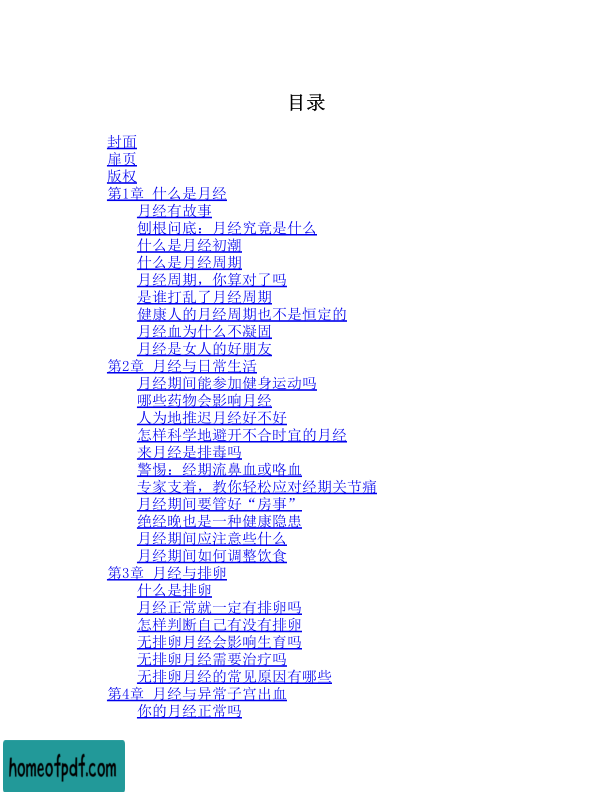 目录
封面
扉页
版权
第1章 什么是月经
月经有故事
刨根问底：月经究竟是什么
什么是月经初潮
什么是月经周期
月经周期，你算对了吗
是谁打乱了月经周期
健康人的月经周期也不是恒定的
月经血为什么不凝固
月经是女人的好朋友
第2章 月经与日常生活
月经期间能参加健身运动吗
哪些药物会影响月经
人为地推迟月经好不好
怎样科学地避开不合时宜的月经
来月经是排毒吗
警惕：经期流鼻血或咯血
专家支着，教你轻松应对经期关节痛
月经期间要管好“房事”
绝经晚也是一种健康隐患
月经期间应注意些什么
月经期间如何调整饮食
第3章 月经与排卵
什么是排卵
月经正常就一定有排卵吗
怎样判断自己有没有排卵
无排卵月经会影响生育吗
无排卵月经需要治疗吗
无排卵月经的常见原因有哪些
第4章 月经与异常子宫出血
你的月经正常吗
homeofpdf.com